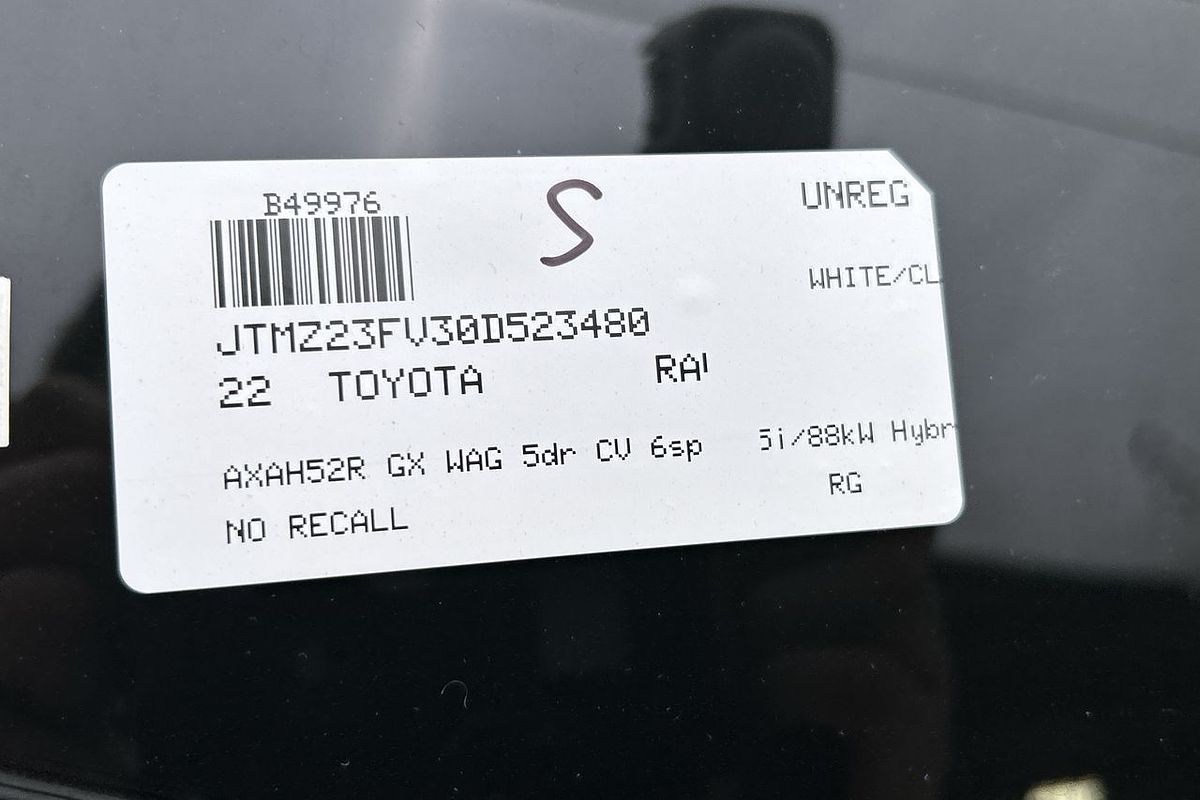 B49976 S UNREG
WHITE/CL
JTMZ23FV30D523480
22 TOYOTA RA
AXAH52R GX WAG 5dr CV 6sp 5i/88kW Hybr
NO RECALL RG